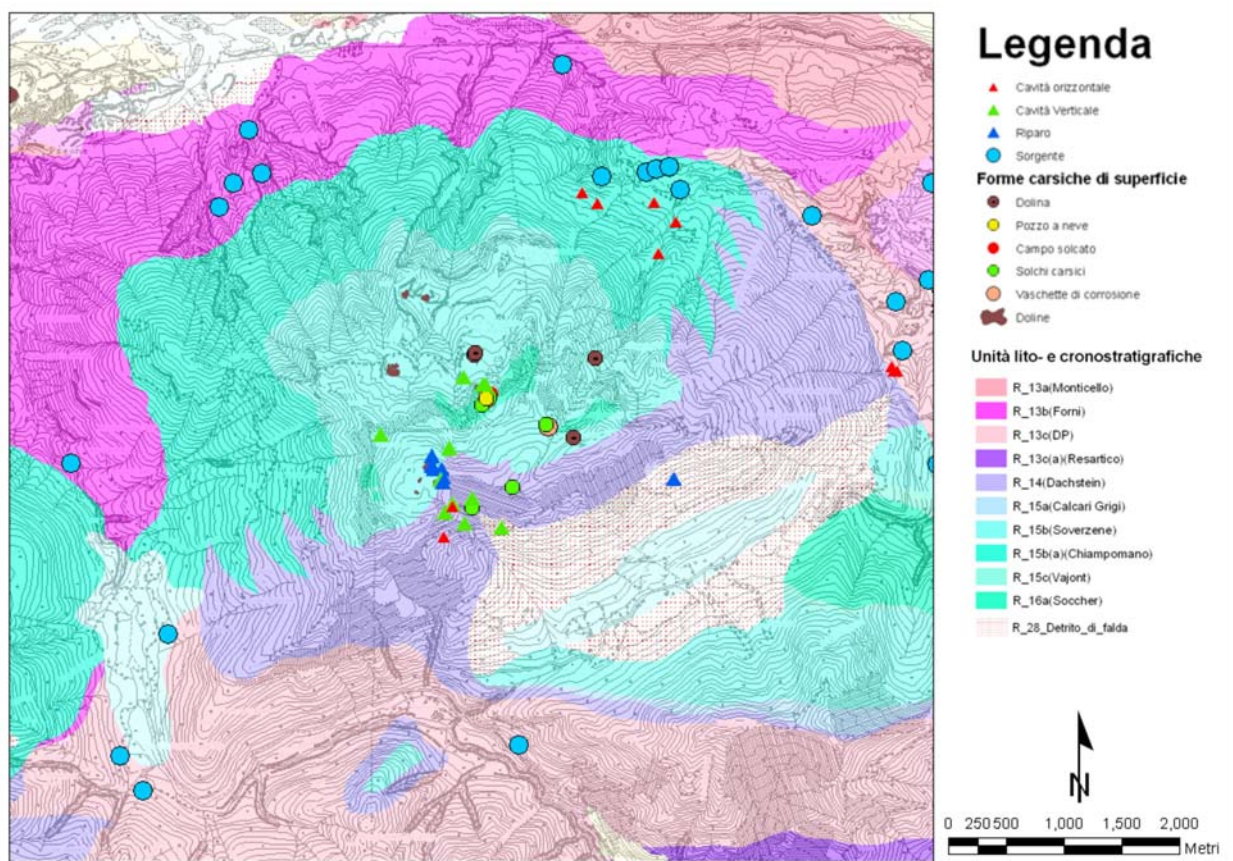 Legenda
Cavità orizzontale
Cavità Verticale
Riparo
Sorgente
Forme carsiche di superficie
Dolina
Pozzo a neve
Campo solcato
Solchi carsici
Vaschette di corrosione
Doline
Unità lito- e cronostratigrafiche
R_13a(Monticello)
R_13b(Forni)
R_13c(DP)
R_13c(a)(Resartico)
R_14(Dachstein)
R_15a(Calcari Grigi)
R_15b(Soverzene)
R_15b(a)(Chiampomano)
R_15c(Vajont)
R_16a(Soccher)
R_28_Detrito_di_falda
N
0 250 500 1,000 1,500 2,000
Metri